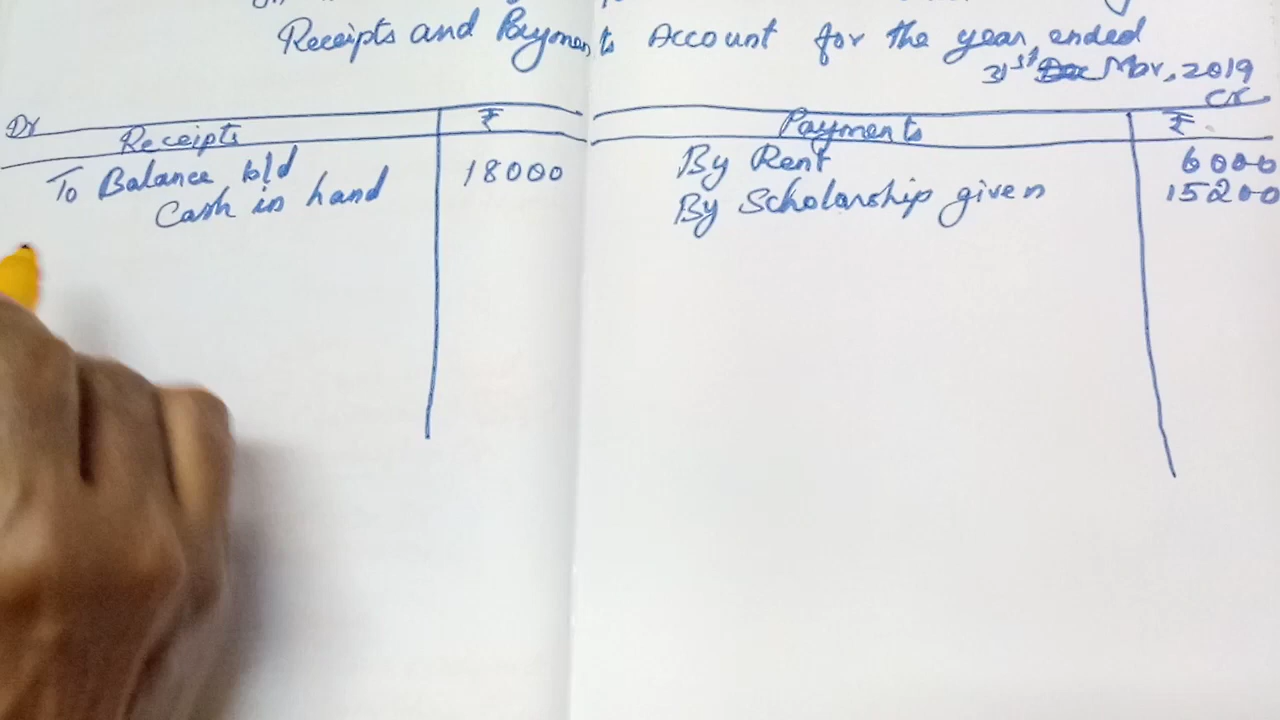 Receipts and Payments Account for the year ended
31st Mar, 2019
Dr
Cr
Receipts ₹
To Balance b/d
Cash in hand 18000
Payments ₹
By Rent 6000
By Scholarship given 15200